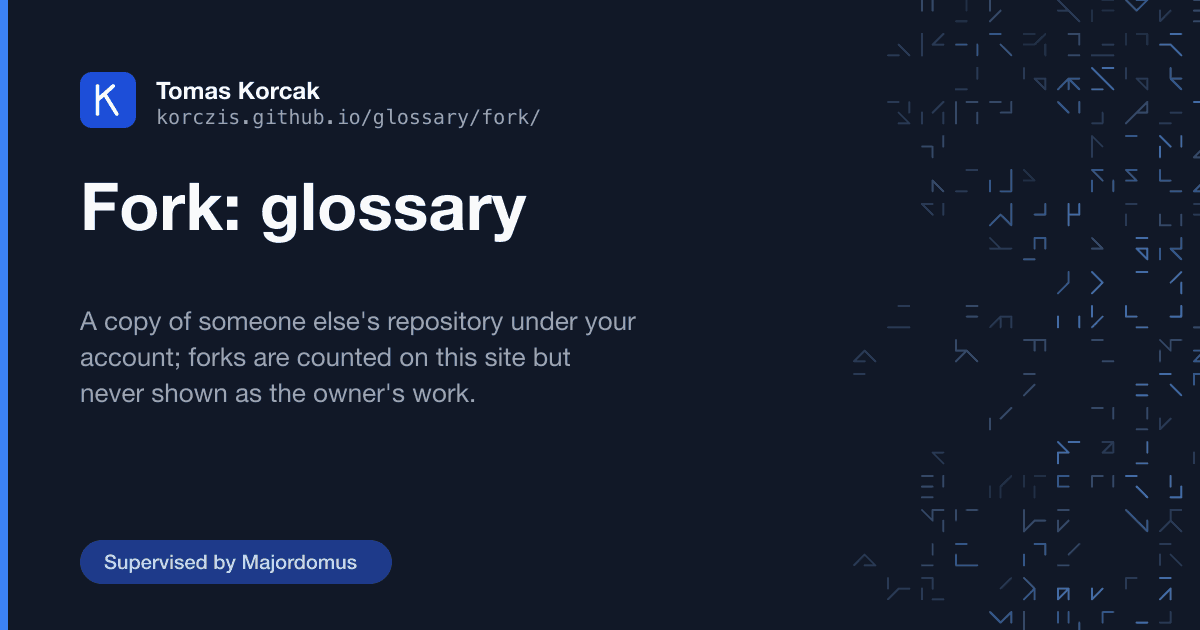 K
Tomas Korcak
korczis.github.io/glossary/fork/
Fork: glossary
A copy of someone else's repository under your
account; forks are counted on this site but
never shown as the owner's work.
Supervised by Majordomus